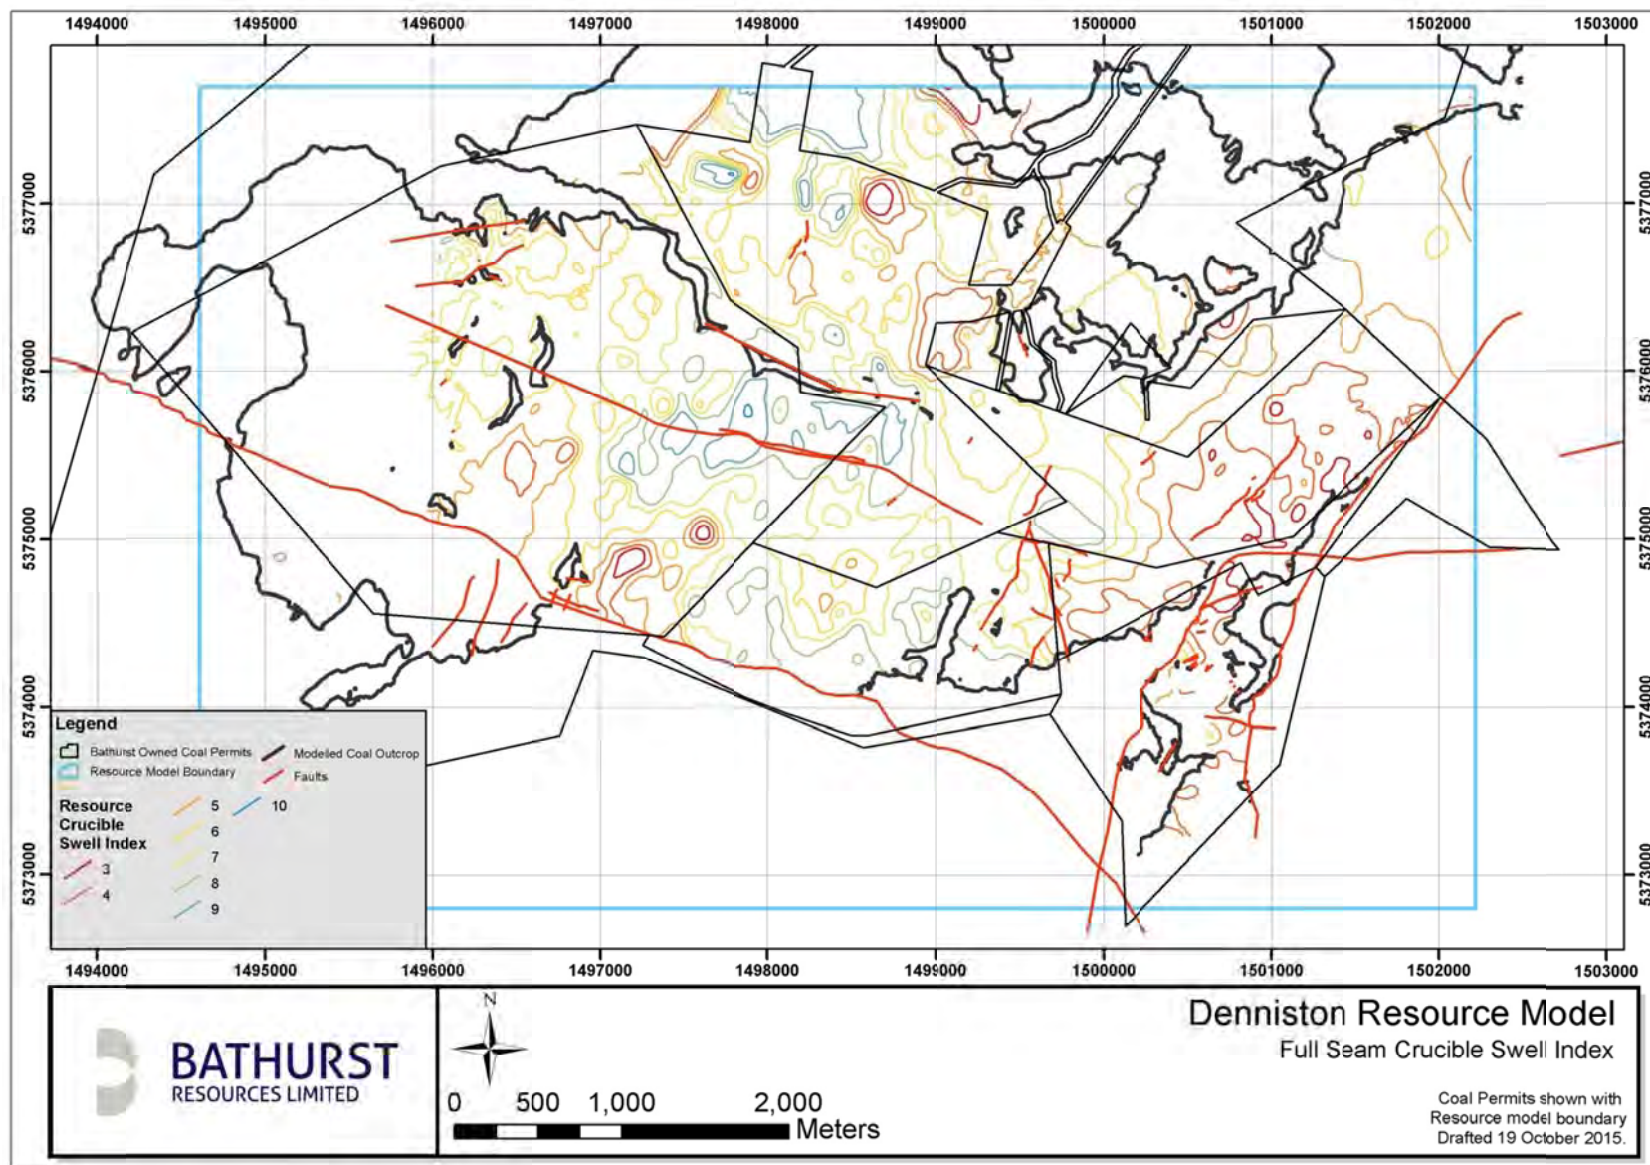 1494000 1495000 1496000 1497000 1498000 1499000 1500000 1501000 1502000 1503000
5377000
5376000
5375000
5374000
5373000
5377000
5376000
5375000
5374000
5373000
Legend
Bathurst Owned Coal Permits
Modeled Coal Outcrop
Resource Model Boundary
Faults
Resource
Crucible
Swell Index
3
4
5
6
7
8
9
10
1494000 1495000 1496000 1497000 1498000 1499000 1500000 1501000 1502000 1503000
BATHURST
RESOURCES LIMITED
N
0 500 1,000 2,000
Meters
Denniston Resource Model
Full Seam Crucible Swell Index
Coal Permits shown with
Resource model boundary
Drafted 19 October 2015.